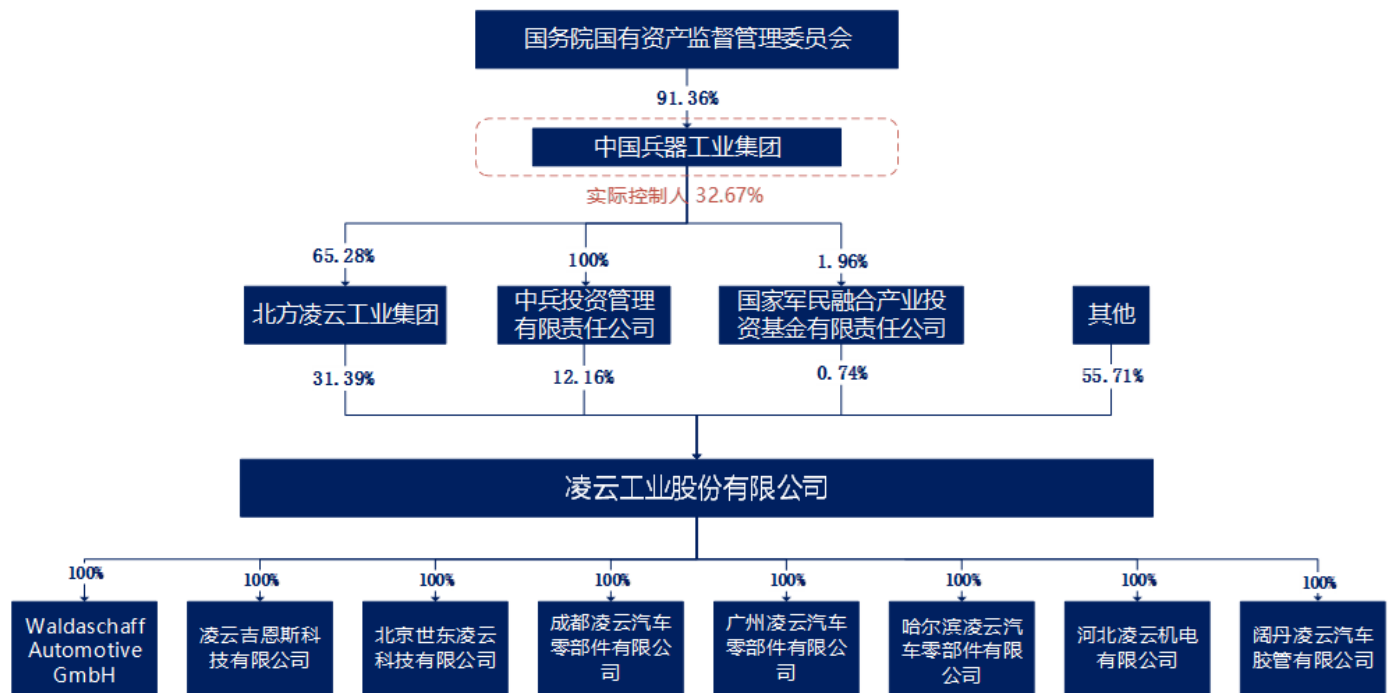 国务院国有资产监督管理委员会
91.36%
中国兵器工业集团
实际控制人 32.67%
65.28%
100%
1.96%
北方凌云工业集团
中兵投资管理
有限责任公司
国家军民融合产业投
资基金有限责任公司
其他
31.39%
12.16%
0.74%
55.71%
凌云工业股份有限公司
100%
100%
100%
100%
100%
100%
100%
100%
Waldaschaff
Automotive
GmbH
凌云吉恩斯科
技有限公司
北京世东凌云
科技有限公司
成都凌云汽车
零部件有限公
司
广州凌云汽车
零部件有限公
司
哈尔滨凌云汽
车零部件有限
公司
河北凌云机电
有限公司
阔丹凌云汽车
胶管有限公司